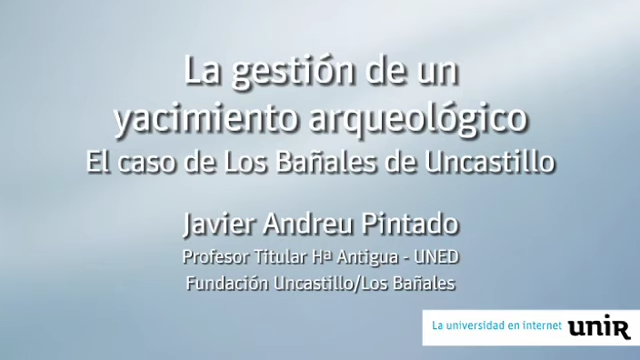 La gestión de un
yacimiento arqueológico
El caso de Los Bañales de Uncastillo
Javier Andreu Pintado
Profesor Titular Hª Antigua - UNED
Fundación Uncastillo/Los Bañales
La universidad en internet unir